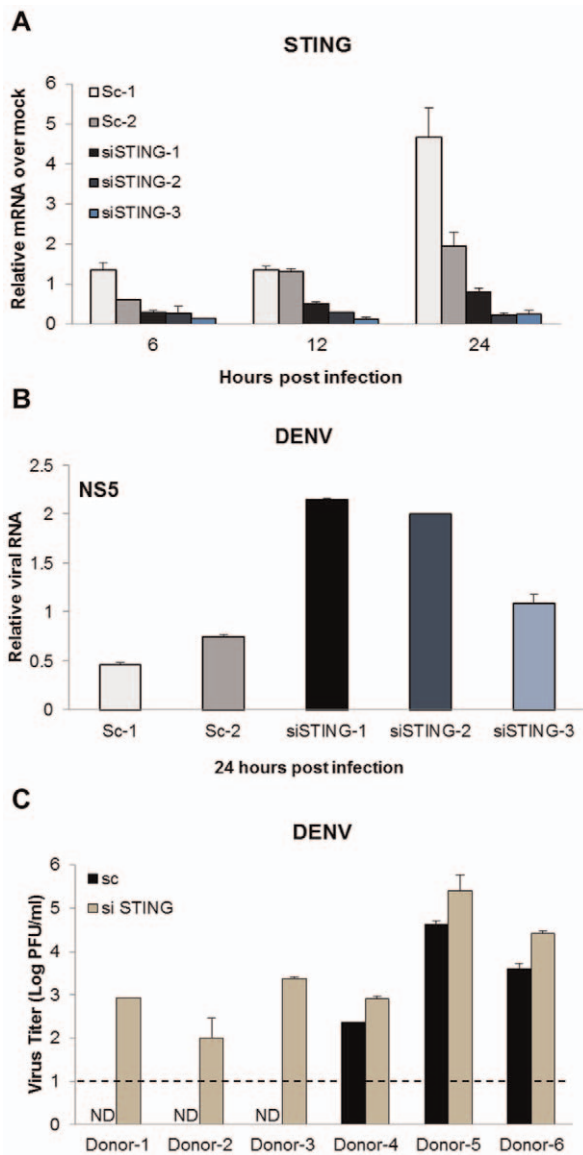 A
STING
Relative mRNA over mock
6
5
4
3
2
1
0
Sc-1
Sc-2
siSTING-1
siSTING-2
siSTING-3
6 12 24
Hours post infection
B
DENV
NS5
Relative viral RNA
2.5
2
1.5
1
0.5
0
Sc-1 Sc-2 siSTING-1 siSTING-2 siSTING-3
24 hours post infection
C
DENV
Virus Titer (Log PFU/ml)
6
5
4
3
2
1
0
sc
si STING
ND ND ND
Donor-1 Donor-2 Donor-3 Donor-4 Donor-5 Donor-6